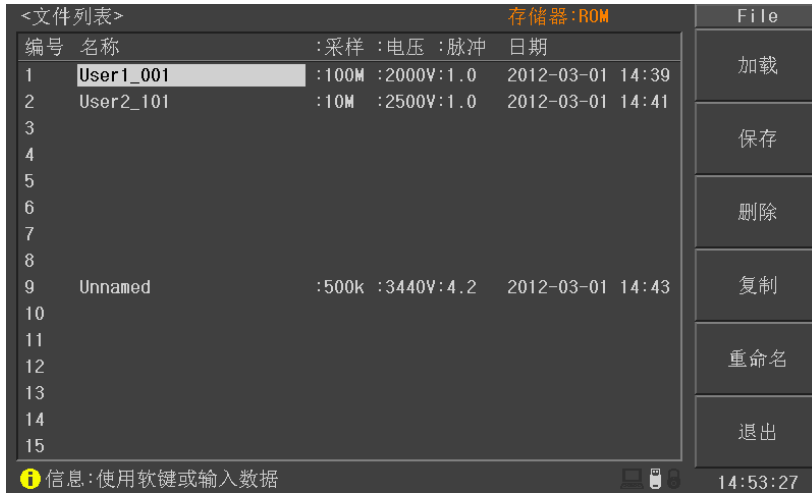 <文件列表> 存储器:ROM File
编号 名称 :采样 :电压 :脉冲 日期
1 User1_001 :100M :2000V:1.0 2012-03-01 14:39
2 User2_101 :10M :2500V:1.0 2012-03-01 14:41
3
4
5
6
7
8
9 Unnamed :500k :3440V:4.2 2012-03-01 14:43
10
11
12
13
14
15
加载
保存
删除
复制
重命名
退出
信息:使用软键或输入数据 14:53:27